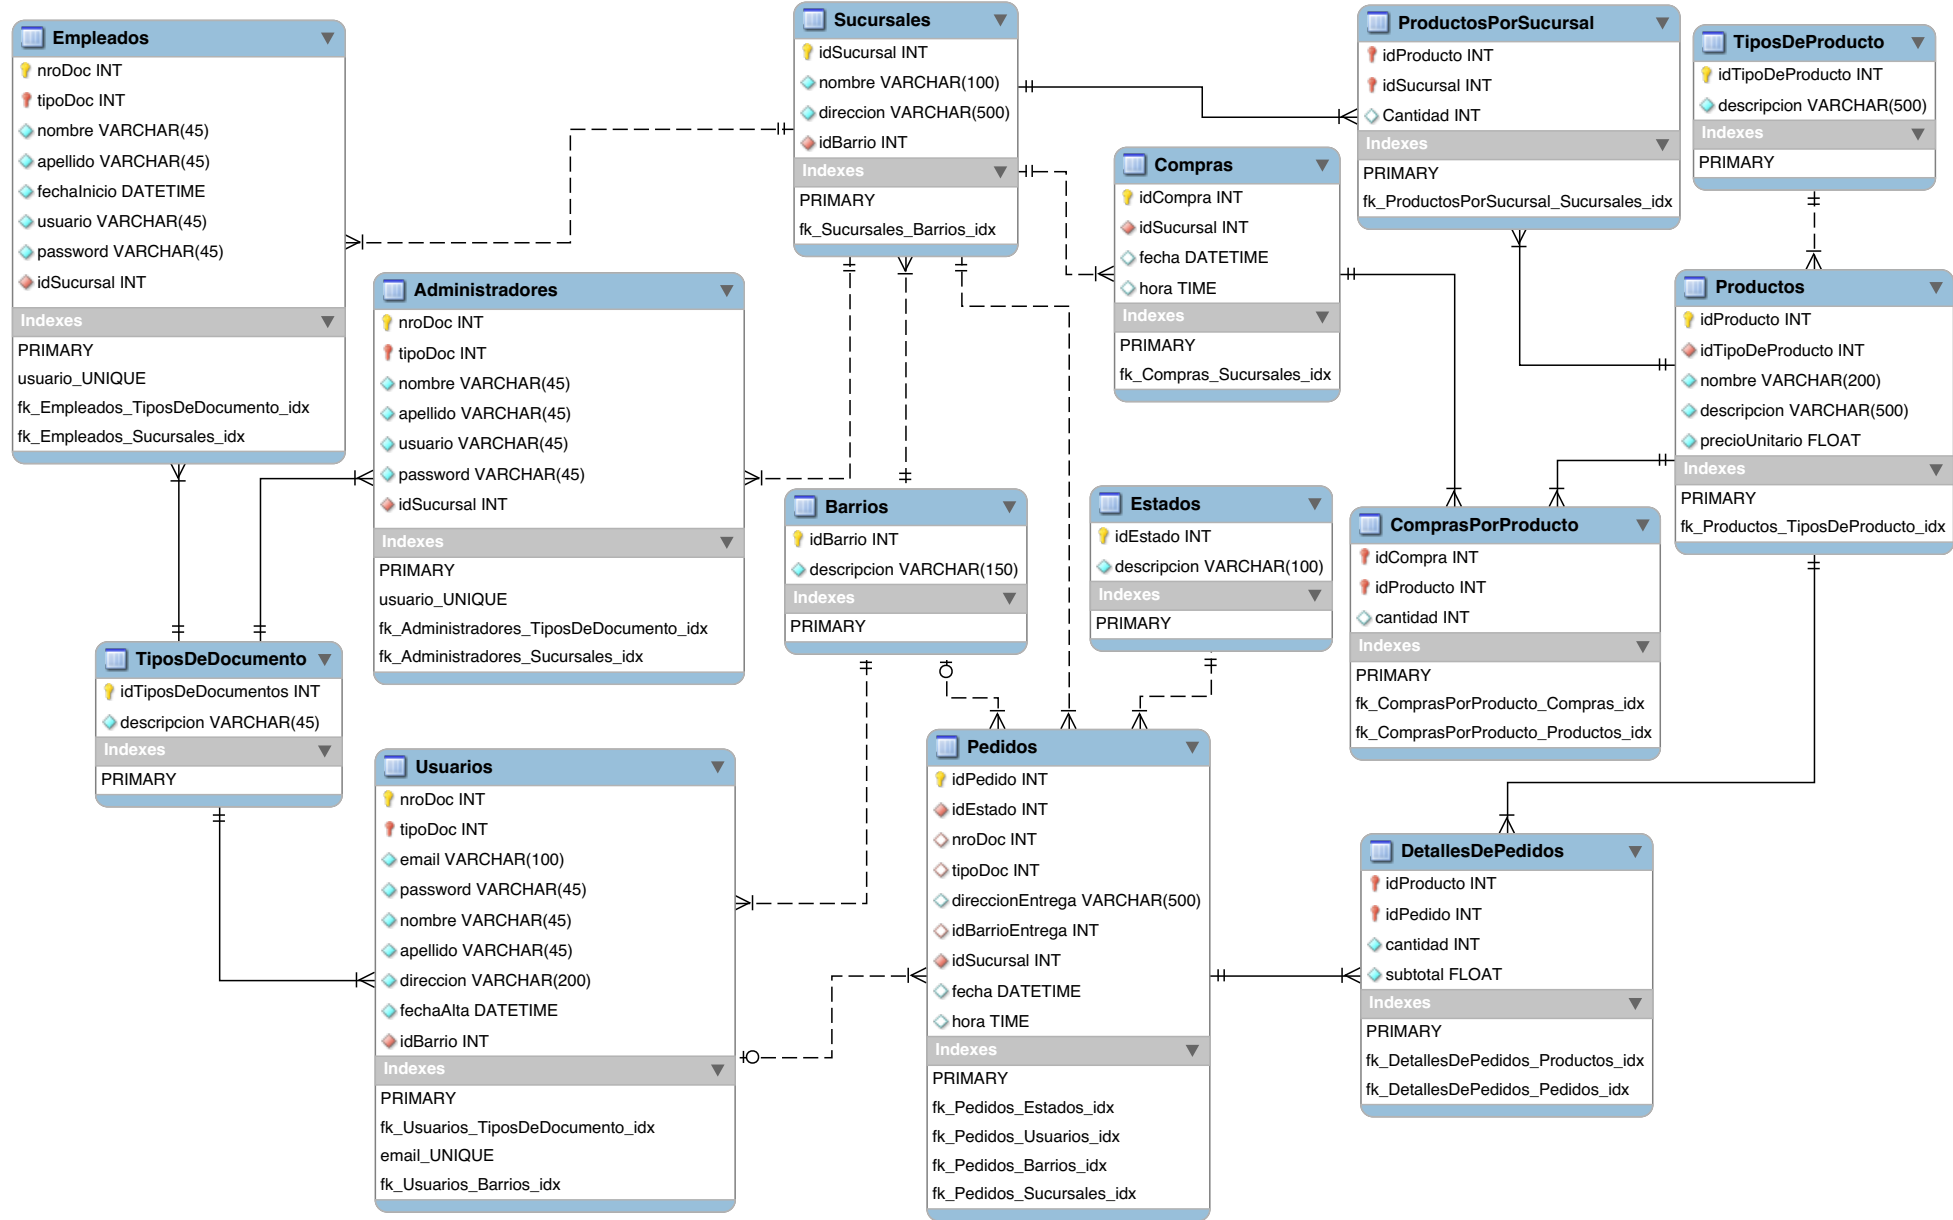 Empleados
nroDoc INT
tipoDoc INT
nombre VARCHAR(45)
apellido VARCHAR(45)
fechaInicio DATETIME
usuario VARCHAR(45)
password VARCHAR(45)
idSucursal INT
Indexes
PRIMARY
usuario_UNIQUE
fk_Empleados_TiposDeDocumento_idx
fk_Empleados_Sucursales_idx
Sucursales
idSucursal INT
nombre VARCHAR(100)
direccion VARCHAR(500)
idBarrio INT
Indexes
PRIMARY
fk_Sucursales_Barrios_idx
ProductosPorSucursal
idProducto INT
idSucursal INT
Cantidad INT
Indexes
PRIMARY
fk_ProductosPorSucursal_Sucursales_idx
TiposDeProducto
idTipoDeProducto INT
descripcion VARCHAR(500)
Indexes
PRIMARY
Compras
idCompra INT
idSucursal INT
fecha DATETIME
hora TIME
Indexes
PRIMARY
fk_Compras_Sucursales_idx
Administradores
nroDoc INT
tipoDoc INT
nombre VARCHAR(45)
apellido VARCHAR(45)
usuario VARCHAR(45)
password VARCHAR(45)
idSucursal INT
Indexes
PRIMARY
usuario_UNIQUE
fk_Administradores_TiposDeDocumento_idx
fk_Administradores_Sucursales_idx
Productos
idProducto INT
idTipoDeProducto INT
nombre VARCHAR(200)
descripcion VARCHAR(500)
precioUnitario FLOAT
Indexes
PRIMARY
fk_Productos_TiposDeProducto_idx
Barrios
idBarrio INT
descripcion VARCHAR(150)
Indexes
PRIMARY
Estados
idEstado INT
descripcion VARCHAR(100)
Indexes
PRIMARY
ComprasPorProducto
idCompra INT
idProducto INT
cantidad INT
Indexes
PRIMARY
fk_ComprasPorProducto_Compras_idx
fk_ComprasPorProducto_Productos_idx
TiposDeDocumento
idTiposDeDocumentos INT
descripcion VARCHAR(45)
Indexes
PRIMARY
Usuarios
nroDoc INT
tipoDoc INT
email VARCHAR(100)
password VARCHAR(45)
nombre VARCHAR(45)
apellido VARCHAR(45)
direccion VARCHAR(200)
fechaAlta DATETIME
idBarrio INT
Indexes
PRIMARY
fk_Usuarios_TiposDeDocumento_idx
email_UNIQUE
fk_Usuarios_Barrios_idx
Pedidos
idPedido INT
idEstado INT
nroDoc INT
tipoDoc INT
direccionEntrega VARCHAR(500)
idBarrioEntrega INT
idSucursal INT
fecha DATETIME
hora TIME
Indexes
PRIMARY
fk_Pedidos_Estados_idx
fk_Pedidos_Usuarios_idx
fk_Pedidos_Barrios_idx
fk_Pedidos_Sucursales_idx
DetallesDePedidos
idProducto INT
idPedido INT
cantidad INT
subtotal FLOAT
Indexes
PRIMARY
fk_DetallesDePedidos_Productos_idx
fk_DetallesDePedidos_Pedidos_idx